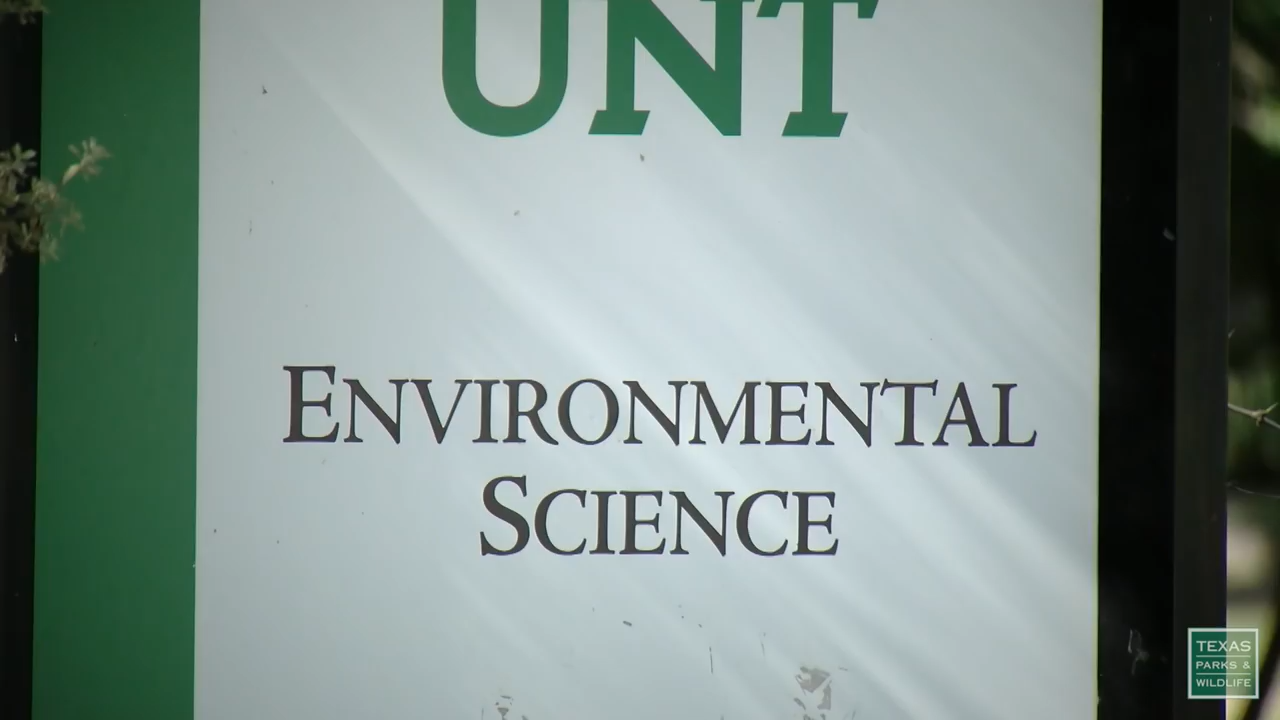 UNT
ENVIRONMENTAL
SCIENCE
TEXAS
PARKS &
WILDLIFE